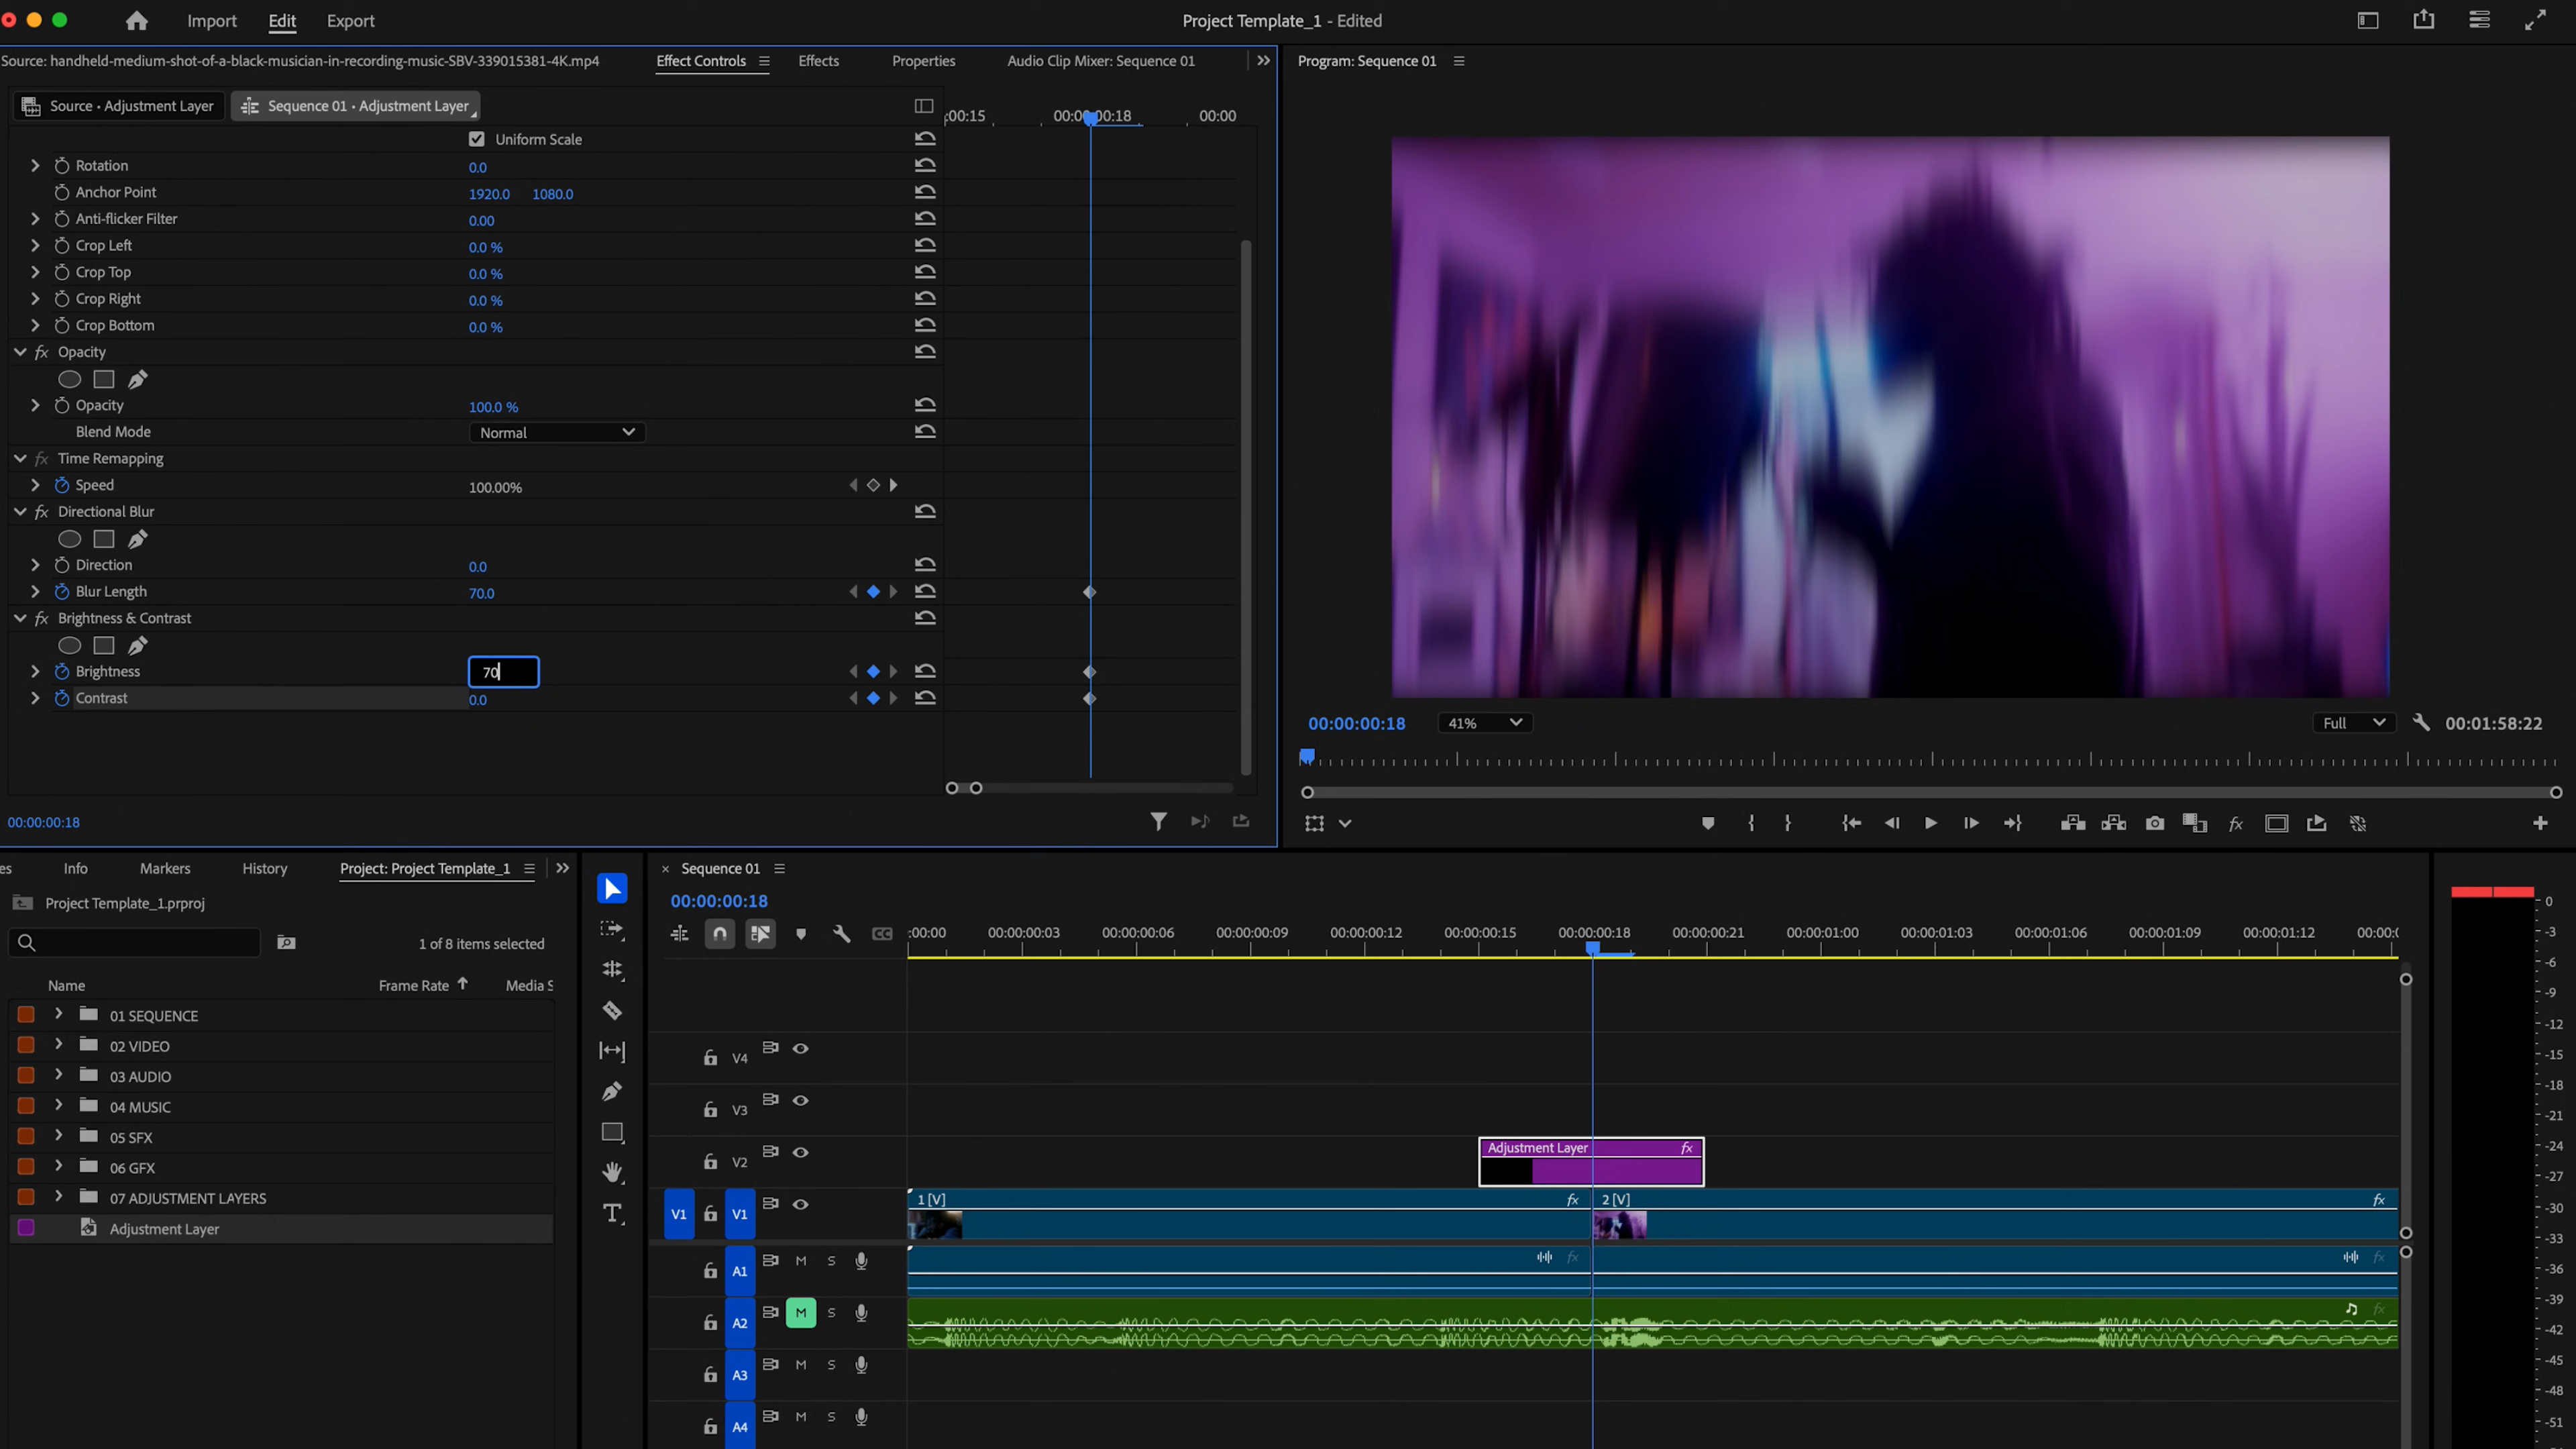 Import Edit Export Project Template_1 - Edited
Source: handheld-medium-shot-of-a-black-musician-in-recording-music-SBV-339015381-4K.mp4 Effect Controls Effects Properties Audio Clip Mixer: Sequence 01
Program: Sequence 01
Source • Adjustment Layer Sequence 01 • Adjustment Layer
:00:15 00:00:00:18 00:00
Uniform Scale
Rotation 0.0
Anchor Point 1920.0 1080.0
Anti-flicker Filter 0.00
Crop Left 0.0 %
Crop Top 0.0 %
Crop Right 0.0 %
Crop Bottom 0.0 %
fx Opacity
Opacity 100.0 %
Blend Mode Normal
fx Time Remapping
Speed 100.00%
fx Directional Blur
Direction 0.0
Blur Length 70.0
fx Brightness & Contrast
Brightness 70
Contrast 0.0
00:00:00:18
00:00:00:18 41% Full 00:01:58:22
fx
es Info Markers History Project: Project Template_1
Project Template_1.prproj
1 of 8 items selected
Name Frame Rate Media S
01 SEQUENCE
02 VIDEO
03 AUDIO
04 MUSIC
05 SFX
06 GFX
07 ADJUSTMENT LAYERS
Adjustment Layer
T
× Sequence 01
00:00:00:18
CC
:00:00 00:00:00:03 00:00:00:06 00:00:00:09 00:00:00:12 00:00:00:15 00:00:00:18 00:00:00:21 00:00:01:00 00:00:01:03 00:00:01:06 00:00:01:09 00:00:01:12 00:00:0
V4
V3
V2 Adjustment Layer fx
V1 V1 1 [V] fx 2 [V] fx
A1 M S fx fx
A2 M S fx
A3 M S
A4 M S
0
-3
-6
-9
-12
-15
-18
-21
-24
-27
-30
-33
-36
-39
-42
-45
-48
-51